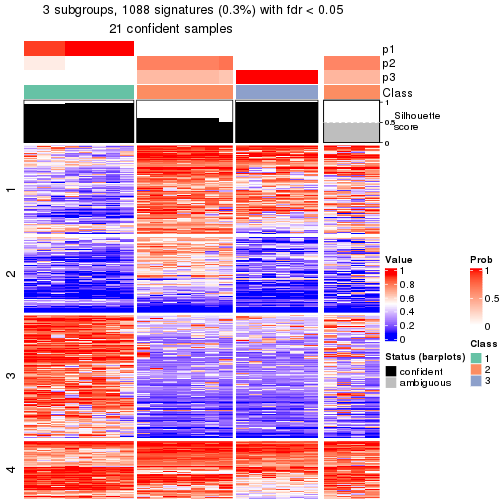 3 subgroups, 1088 signatures (0.3%) with fdr < 0.05
21 confident samples
p1
p2
p3
Class
1
0.5
0
Silhouette
score
1
2
3
4
Value
1
0.8
0.6
0.4
0.2
0
Prob
1
0.5
0
Status (barplots)
confident
ambiguous
Class
1
2
3